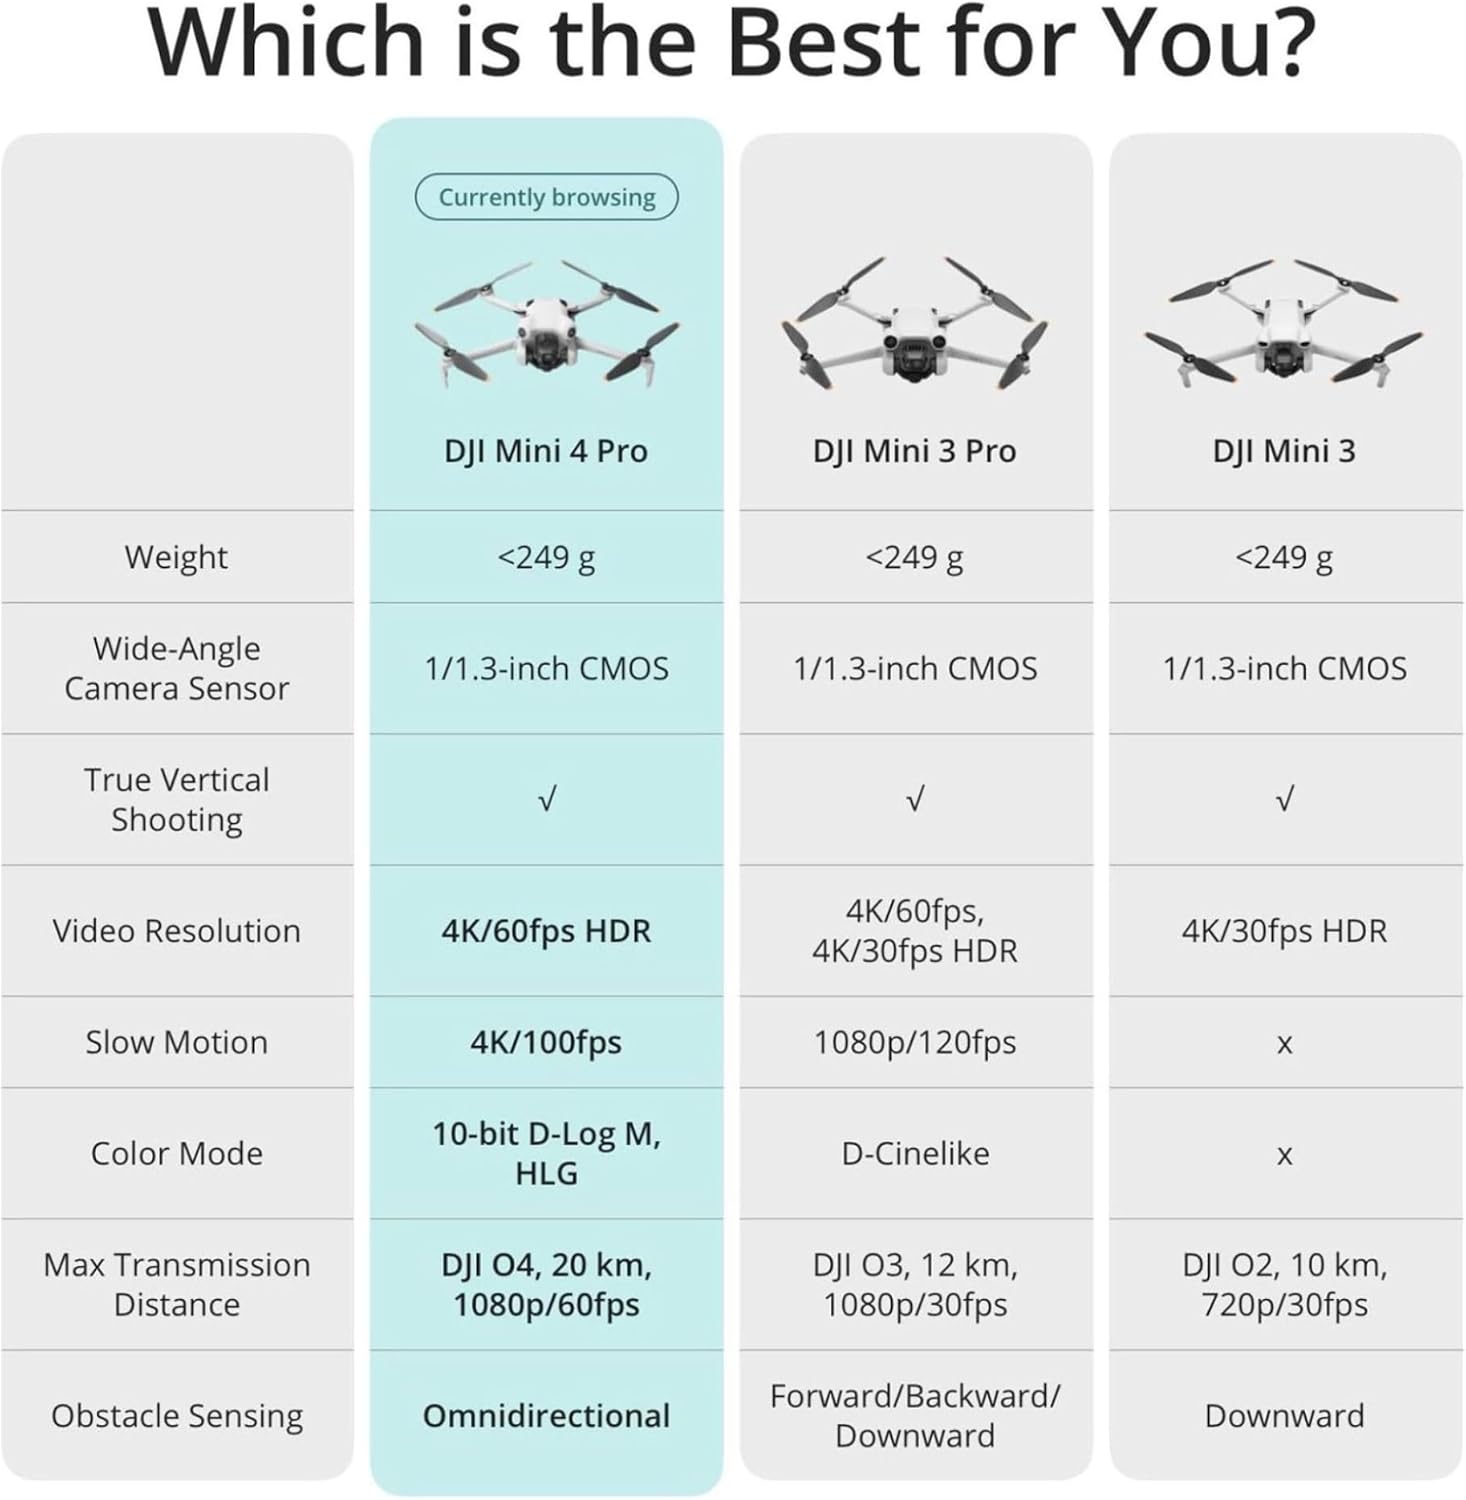 Which is the Best for You?
Currently browsing
DJI Mini 4 Pro
DJI Mini 3 Pro
DJI Mini 3
Weight
<249 g
<249 g
<249 g
Wide-Angle
Camera Sensor
1/1.3-inch CMOS
1/1.3-inch CMOS
1/1.3-inch CMOS
True Vertical
Shooting
√
√
√
Video Resolution
4K/60fps HDR
4K/60fps,
4K/30fps HDR
4K/30fps HDR
Slow Motion
4K/100fps
1080p/120fps
x
Color Mode
10-bit D-Log M,
HLG
D-Cinelike
x
Max Transmission
Distance
DJI O4, 20 km,
1080p/60fps
DJI O3, 12 km,
1080p/30fps
DJI O2, 10 km,
720p/30fps
Obstacle Sensing
Omnidirectional
Forward/Backward/
Downward
Downward